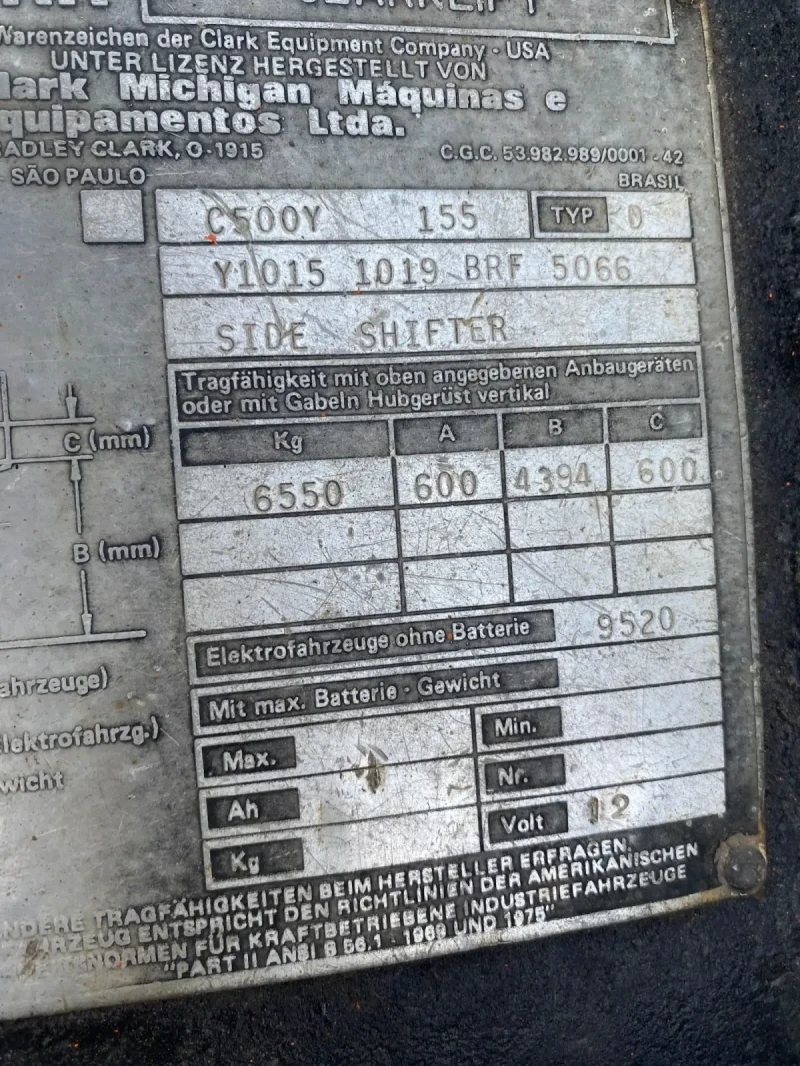 Warenzeichen der Clark Equipment Company - USA
UNTER LIZENZ HERGESTELLT VON
lark Michigan Máquinas e
quipamentos Ltda.
ADLEY CLARK, O-1915
C.G.C. 53.982.989/0001-42
SÃO PAULO
BRASIL
C500Y 155 TYP D
Y1015 1019 BRF 5066
SIDE SHIFTER
Tragfähigkeit mit oben angegebenen Anbaugeräten
oder mit Gabeln Hubgerüst vertikal
C (mm)
Kg A B C
6550 600 4394 600
B (mm)
Elektrofahrzeuge ohne Batterie 9520
ahrzeuge)
Mit max. Batterie - Gewicht
lektrofahrzg.)
Max. Min.
wicht
Ah Nr.
Kg Volt 12
NDERE TRAGFÄHIGKEITEN BEIM HERSTELLER ERFRAGEN.
HRZEUG ENTSPRICHT DEN RICHTLINIEN DER AMERIKANISCHEN
NORMEN FÜR KRAFTBETRIEBENE INDUSTRIEFAHRZEUGE
"PART II ANSI B 56.1 - 1969 UND 1975"